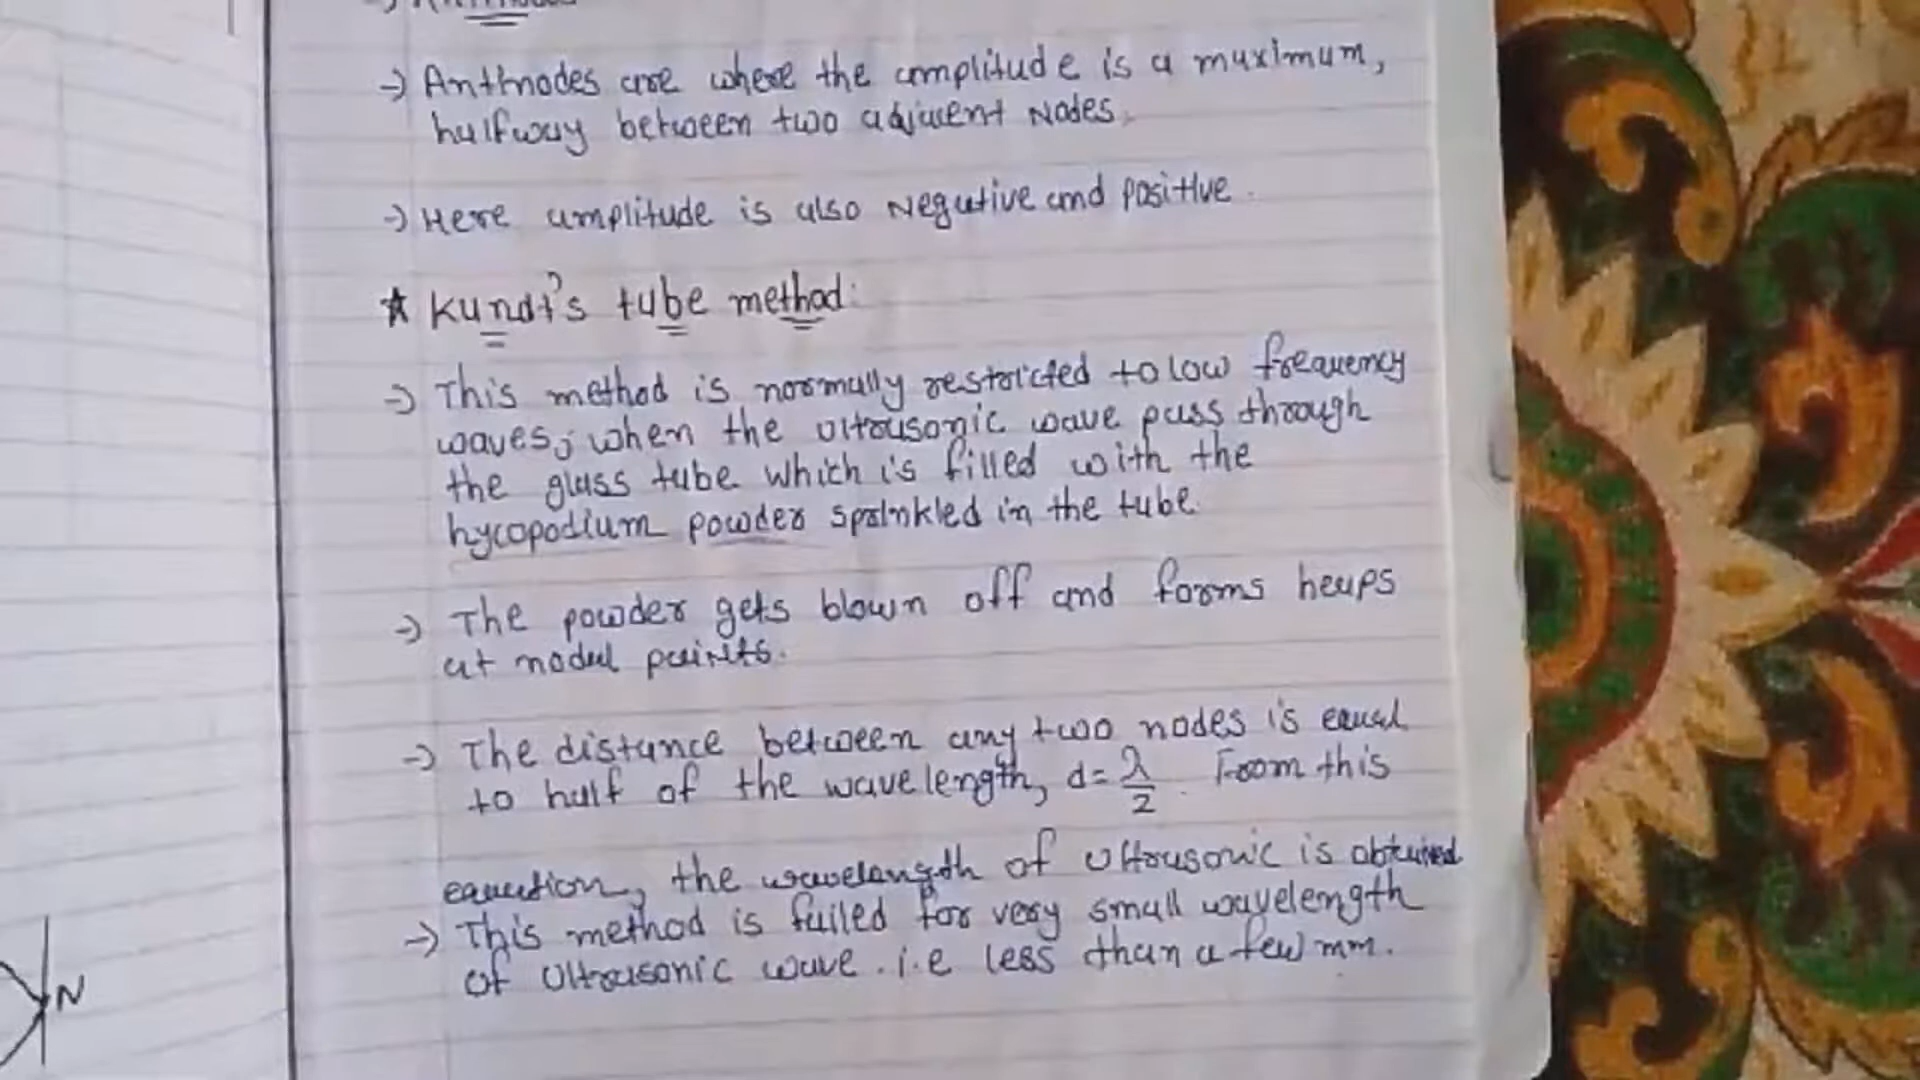 → Antinodes are where the amplitude is a maximum,
halfway between two adjacent Nodes.
→ Here amplitude is also Negative and positive.
☆ Kundt's tube method:
→ This method is normally restricted to low frequency
waves, when the ultrasonic wave pass through
the glass tube which is filled with the
hycopodium powder sprinkled in the tube.
→ The powder gets blown off and forms heaps
at nodal points.
→ The distance between any two nodes is equal
to half of the wavelength, d = λ/2. From this
equation, the wavelength of ultrasonic is obtained
→ This method is failed for very small wavelength
of ultrasonic wave. i.e less than a few mm.
N